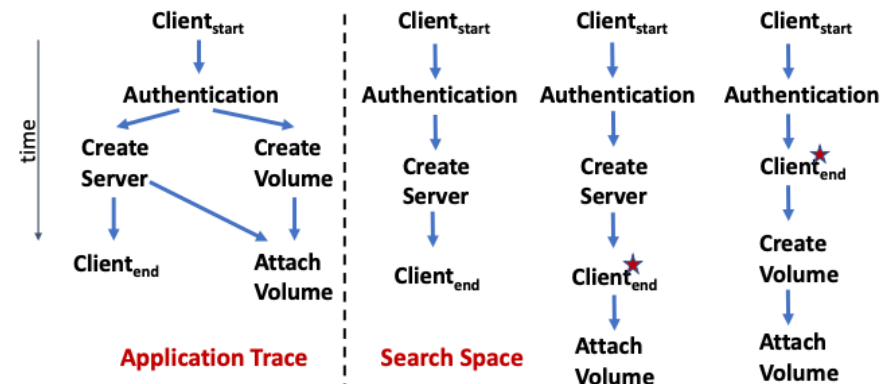 Client_start
Authentication
Create
Server
Create
Volume
Client_end
Attach
Volume
time
Application Trace
Client_start
Authentication
Create
Server
Client_end
Search Space
Client_start
Authentication
Create
Server
Client_end
Attach
Volume
Client_start
Authentication
Client_end
Create
Volume
Attach
Volume